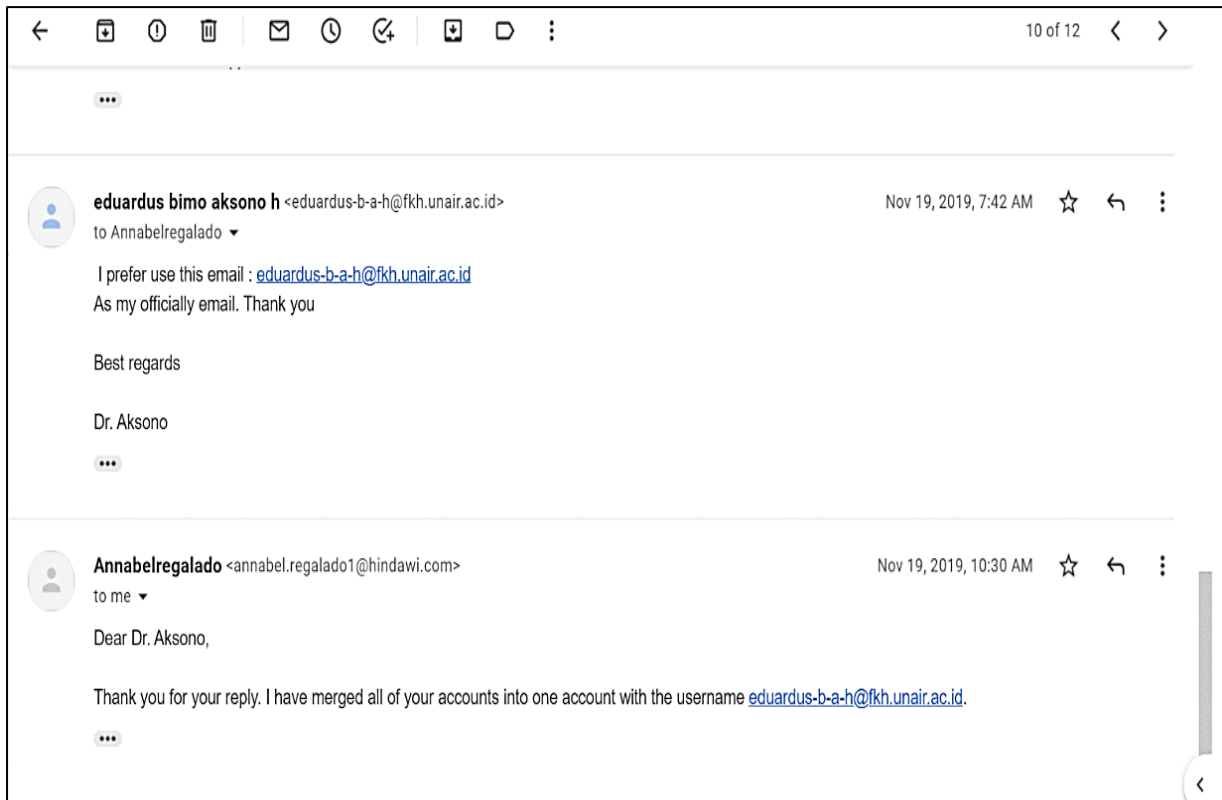 10 of 12
eduardus bimo aksono h <eduardus-b-a-h@fkh.unair.ac.id>
Nov 19, 2019, 7:42 AM
to Annabelregalado
I prefer use this email : eduardus-b-a-h@fkh.unair.ac.id
As my officially email. Thank you
Best regards
Dr. Aksono
Annabelregalado <annabel.regalado1@hindawi.com>
Nov 19, 2019, 10:30 AM
to me
Dear Dr. Aksono,
Thank you for your reply. I have merged all of your accounts into one account with the username eduardus-b-a-h@fkh.unair.ac.id.